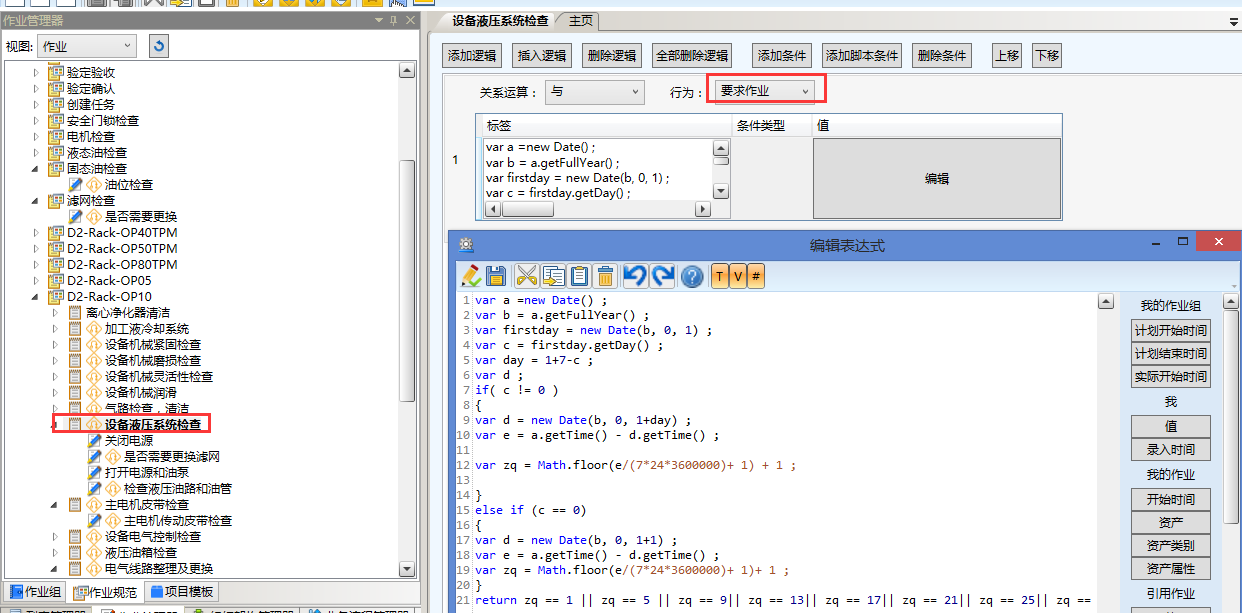 作业管理器
视图: 作业
验定验收
验定确认
创建任务
安全门锁检查
电机检查
液态油检查
固态油检查
油位检查
滤网检查
是否需要更换
D2-Rack-OP40TPM
D2-Rack-OP50TPM
D2-Rack-OP80TPM
D2-Rack-OP05
D2-Rack-OP10
离心净化器清洁
加工液冷却系统
设备机械紧固检查
设备机械磨损检查
设备机械灵活性检查
设备机械润滑
气路检查，清洁
设备液压系统检查
关闭电源
是否需要更换滤网
打开电源和油泵
检查液压油路和油管
主电机皮带检查
主电机传动皮带检查
设备电气控制检查
液压油箱检查
电气线路整理及更换
作业组 作业规范 项目模板
设备液压系统检查 主页
添加逻辑 插入逻辑 删除逻辑 全部删除逻辑 添加条件 添加脚本条件 删除条件 上移 下移
关系运算： 与 行为： 要求作业
标签 条件类型 值
1
var a =new Date() ;
var b = a.getFullYear() ;
var firstday = new Date(b, 0, 1) ;
var c = firstday.getDay() ;
编辑
编辑表达式
T V #
1 var a =new Date() ;
2 var b = a.getFullYear() ;
3 var firstday = new Date(b, 0, 1) ;
4 var c = firstday.getDay() ;
5 var day = 1+7-c ;
6 var d ;
7 if( c != 0 )
8 {
9 var d = new Date(b, 0, 1+day) ;
10 var e = a.getTime() - d.getTime() ;
11
12 var zq = Math.floor(e/(7*24*3600000)+ 1) + 1 ;
13
14 }
15 else if (c == 0)
16 {
17 var d = new Date(b, 0, 1+1) ;
18 var e = a.getTime() - d.getTime() ;
19 var zq = Math.floor(e/(7*24*3600000)+ 1)+ 1 ;
20 }
21 return zq == 1 || zq == 5 || zq == 9|| zq == 13|| zq == 17|| zq == 21|| zq == 25|| zq ==
我的作业组
计划开始时间
计划结束时间
实际开始时间
我
值
录入时间
我的作业
开始时间
资产
资产类别
资产属性
引用作业